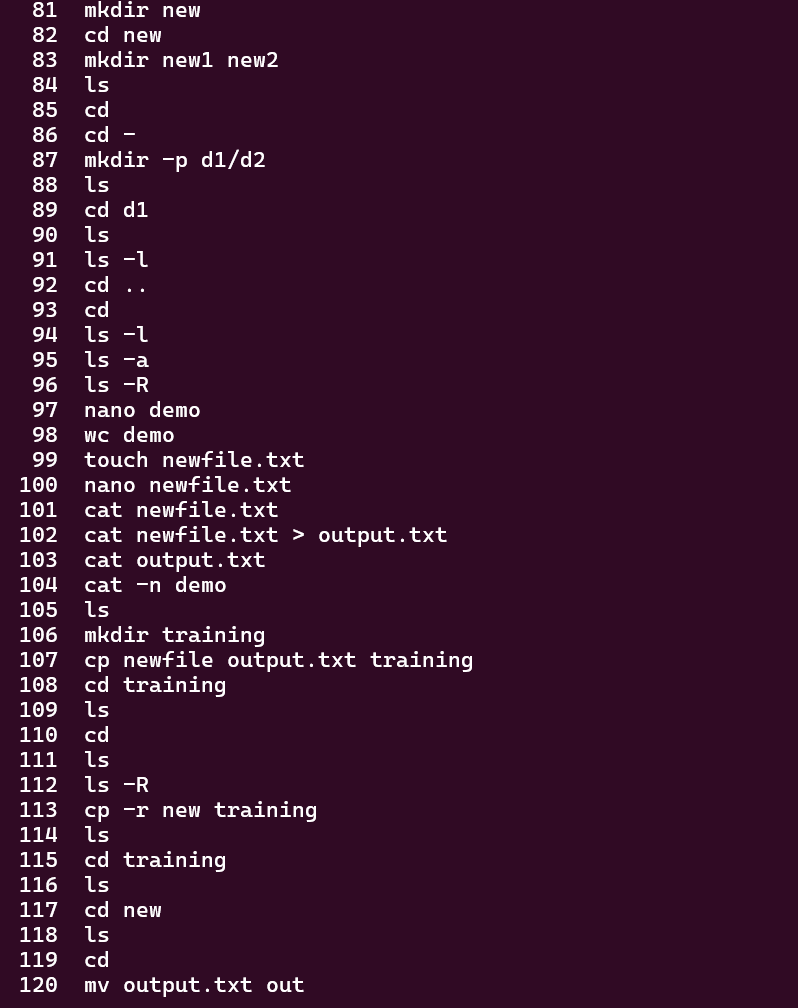 81 mkdir new
82 cd new
83 mkdir new1 new2
84 ls
85 cd
86 cd -
87 mkdir -p d1/d2
88 ls
89 cd d1
90 ls
91 ls -l
92 cd ..
93 cd
94 ls -l
95 ls -a
96 ls -R
97 nano demo
98 wc demo
99 touch newfile.txt
100 nano newfile.txt
101 cat newfile.txt
102 cat newfile.txt > output.txt
103 cat output.txt
104 cat -n demo
105 ls
106 mkdir training
107 cp newfile output.txt training
108 cd training
109 ls
110 cd
111 ls
112 ls -R
113 cp -r new training
114 ls
115 cd training
116 ls
117 cd new
118 ls
119 cd
120 mv output.txt out